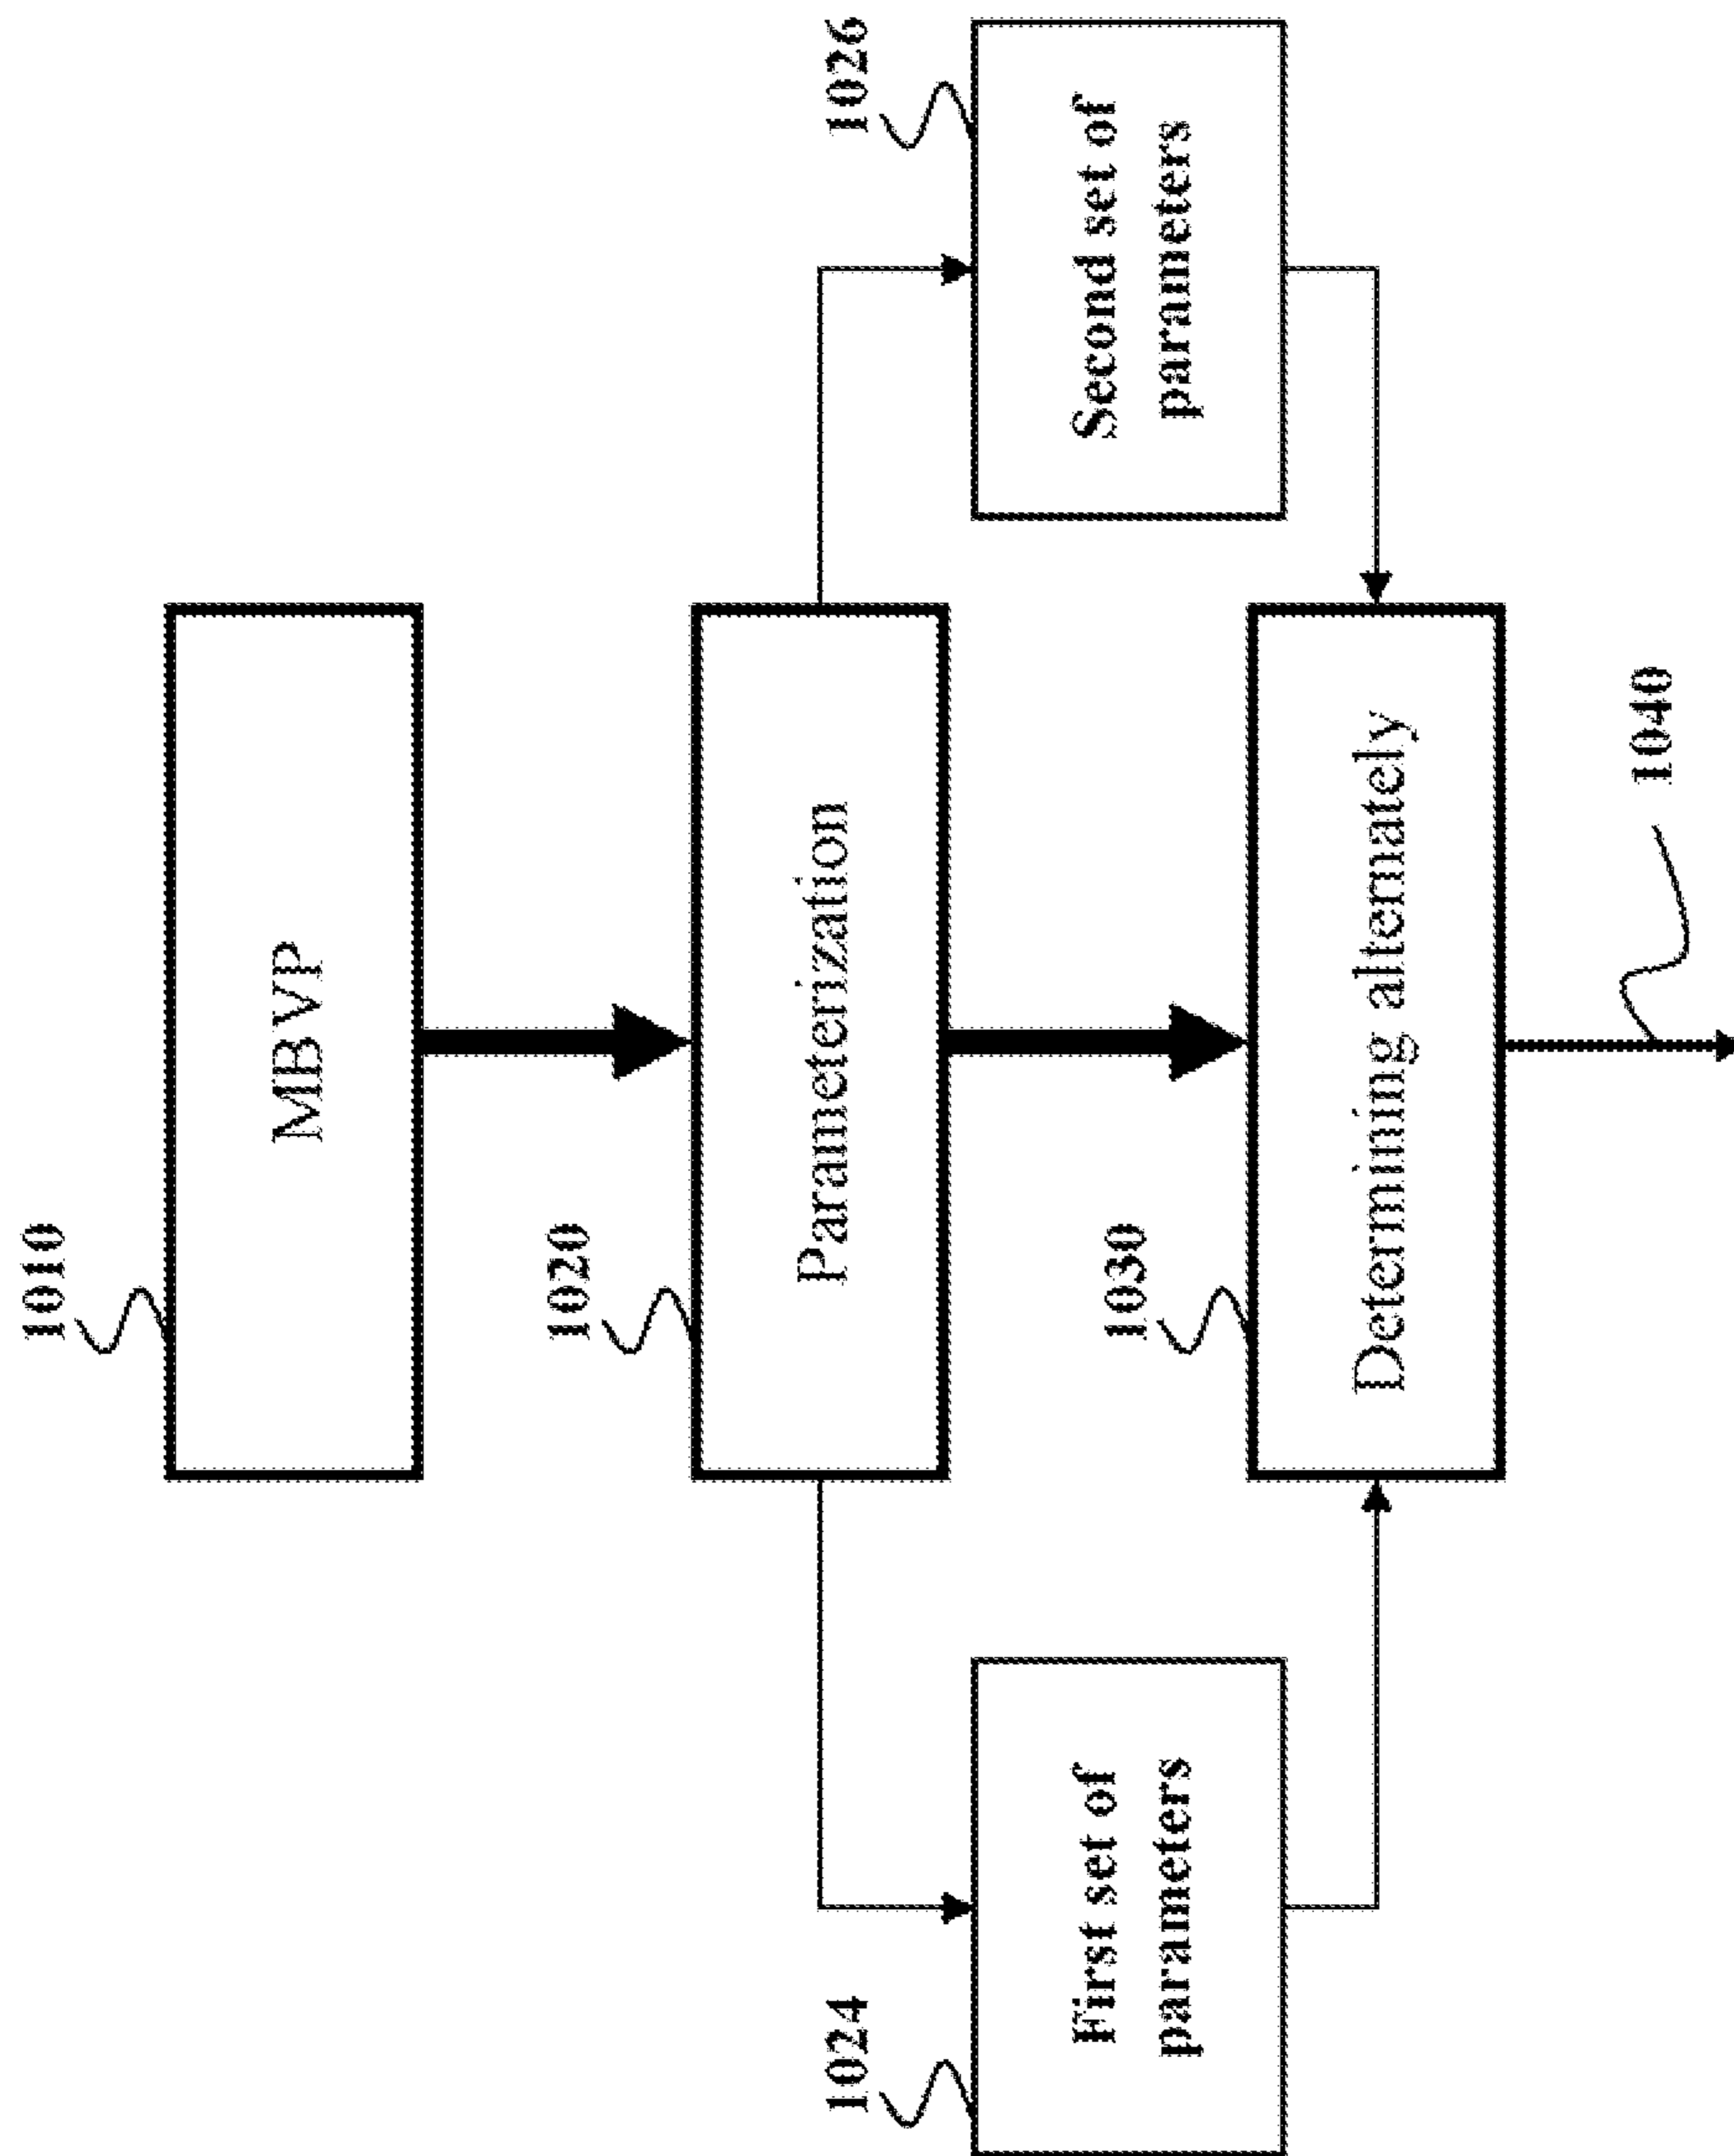 1010
MBVP
1020
Parameterization
1024
First set of
parameters
1026
Second set of
parameters
1030
Determining alternately
1040